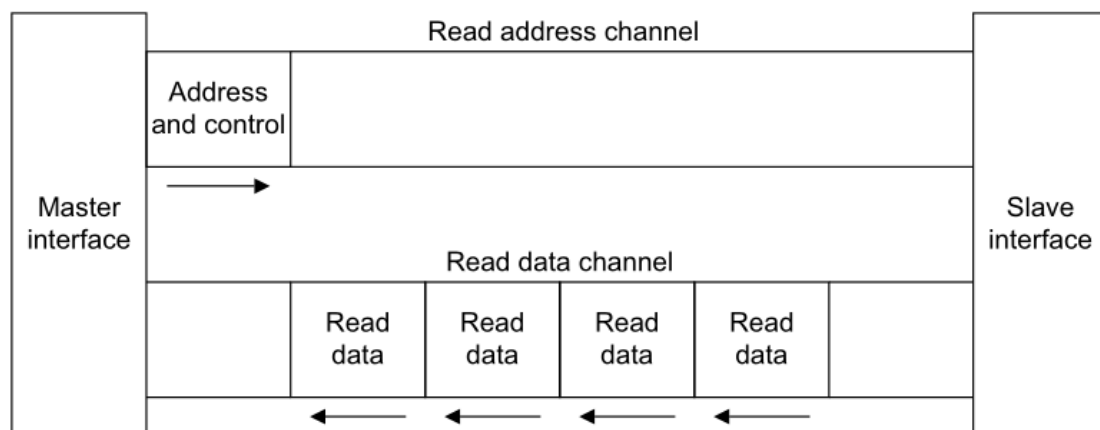 Read address channel
Address
and control
Master
interface
Slave
interface
Read data channel
Read
data
Read
data
Read
data
Read
data